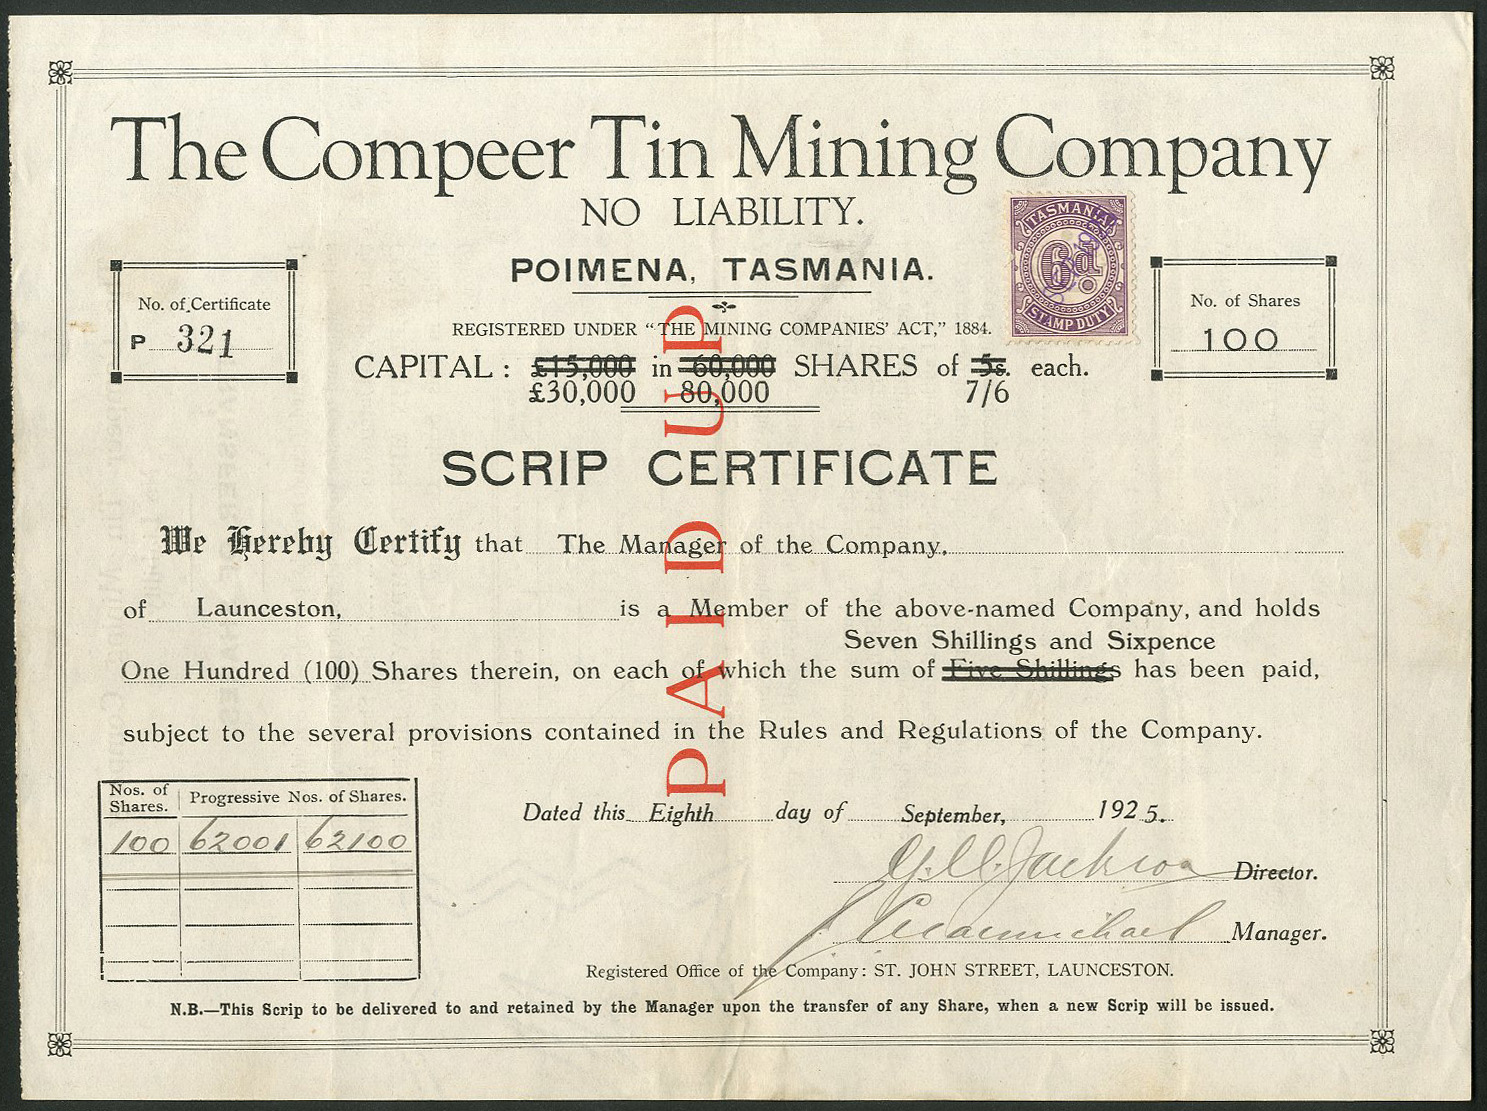 The Compeer Tin Mining Company
NO LIABILITY.
POIMENA, TASMANIA.
TASMANIA
6d
STAMP DUTY
No. of Certificate
P 321
No. of Shares
100
REGISTERED UNDER "THE MINING COMPANIES' ACT," 1884.
CAPITAL : £15,000 in 60,000 SHARES of 5s. each.
£30,000 80,000 7/6
PAID UP
SCRIP CERTIFICATE
We Hereby Certify that The Manager of the Company,
of Launceston, is a Member of the above-named Company, and holds
Seven Shillings and Sixpence
One Hundred (100) Shares therein, on each of which the sum of Five Shillings has been paid,
subject to the several provisions contained in the Rules and Regulations of the Company.
Nos. of Shares. Progressive Nos. of Shares.
100 62001 62100
Dated this Eighth day of September, 1925.
Jackson Director.
Manager.
Registered Office of the Company: ST. JOHN STREET, LAUNCESTON.
N.B.—This Scrip to be delivered to and retained by the Manager upon the transfer of any Share, when a new Scrip will be issued.